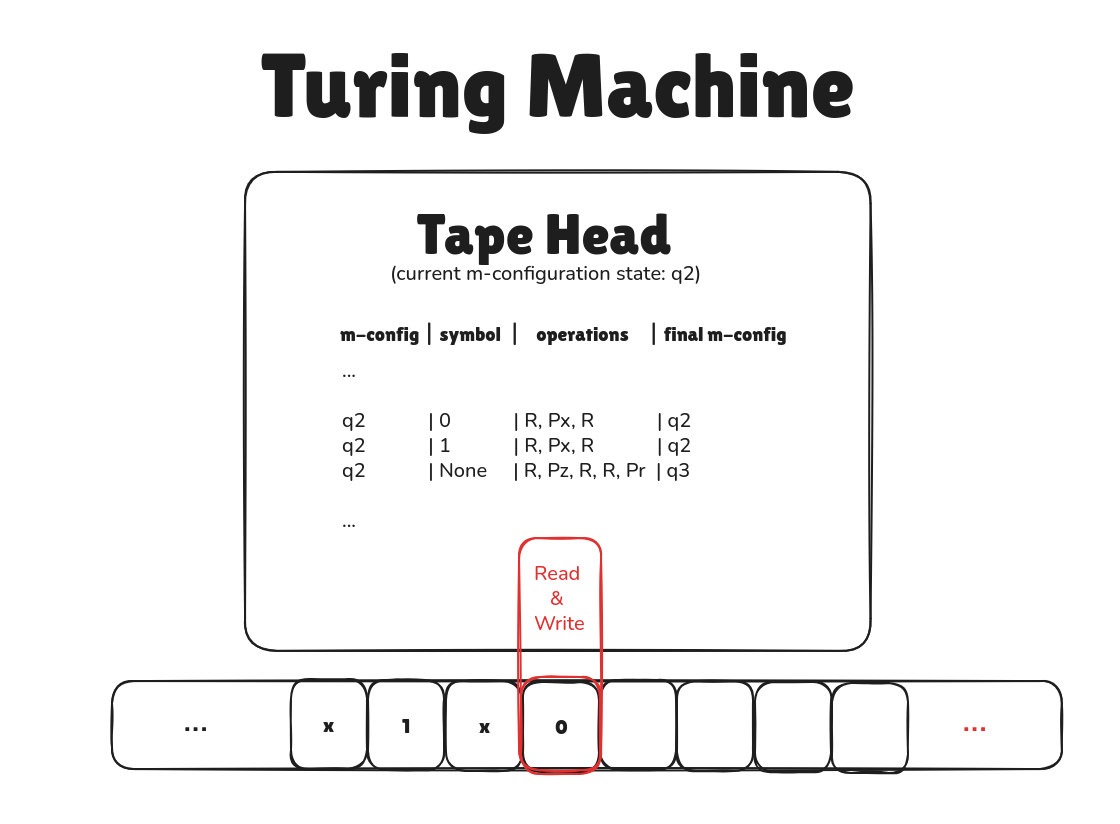 Turing Machine
Tape Head
(current m-configuration state: q2)
m-config | symbol | operations | final m-config
...
q2 | 0 | R, Px, R | q2
q2 | 1 | R, Px, R | q2
q2 | None | R, Pz, R, R, Pr | q3
...
Read
&
Write
... x 1 x 0 ...